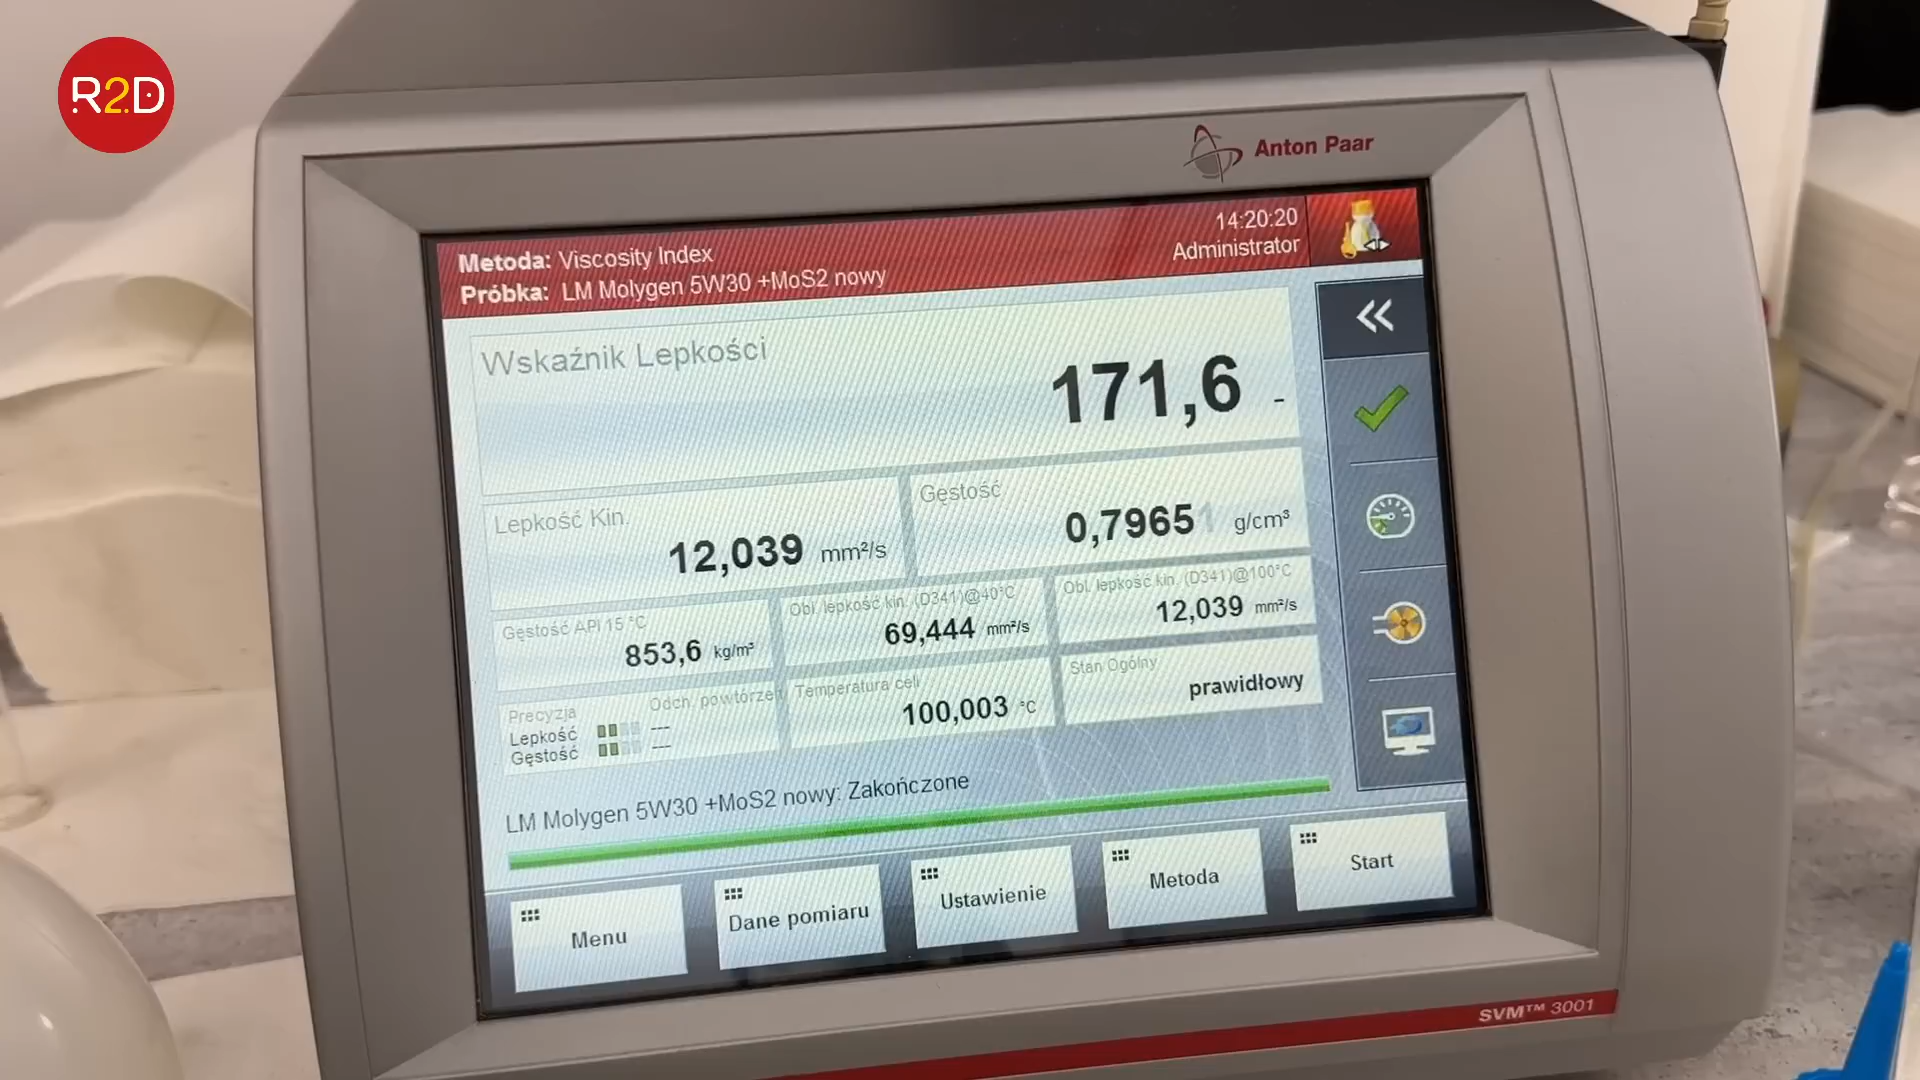 R2D
Anton Paar
Metoda: Viscosity Index
Próbka: LM Molygen 5W30 +MoS2 nowy
14:20:20
Administrator
Wskaźnik Lepkości
171,6 -
Lepkość Kin.
12,039 mm²/s
Gęstość
0,7965 g/cm³
Gęstość API 15 °C
853,6 kg/m³
Obl. lepkość kin. (D341)@40°C
69,444 mm²/s
Obl. lepkość kin. (D341)@100°C
12,039 mm²/s
Precyzja
Odch. powtórzeń
Lepkość ---
Gęstość ---
Temperatura celi
100,003 °C
Stan Ogólny
prawidłowy
LM Molygen 5W30 +MoS2 nowy: Zakończone
Menu
Dane pomiaru
Ustawienie
Metoda
Start
SVM™ 3001